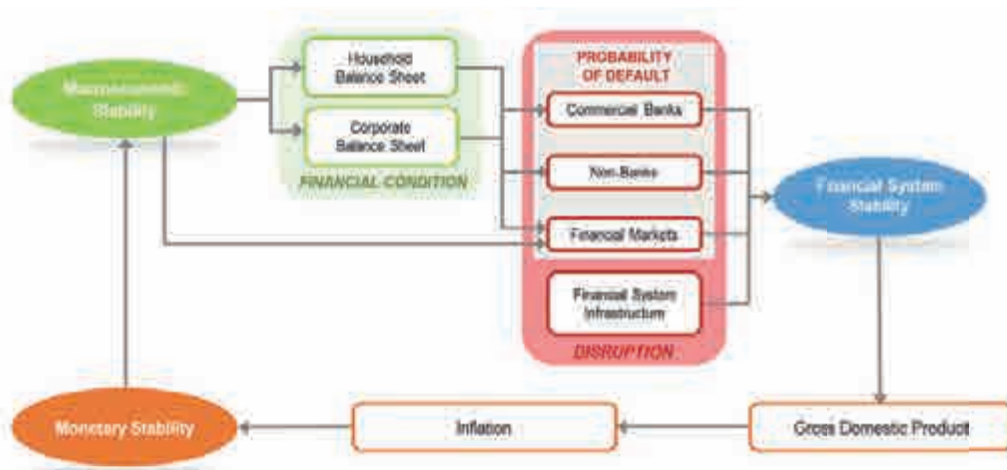 Household
Balance Sheet
Corporate
Balance Sheet
FINANCIAL CONDITION
Macroeconomic
Stability
PROBABILITY
OF DEFAULT
Commercial Banks
Non-Banks
Financial Markets
Financial System
Infrastructure
DISRUPTION
Financial System
Stability
Monetary Stability
Inflation
Gross Domestic Product